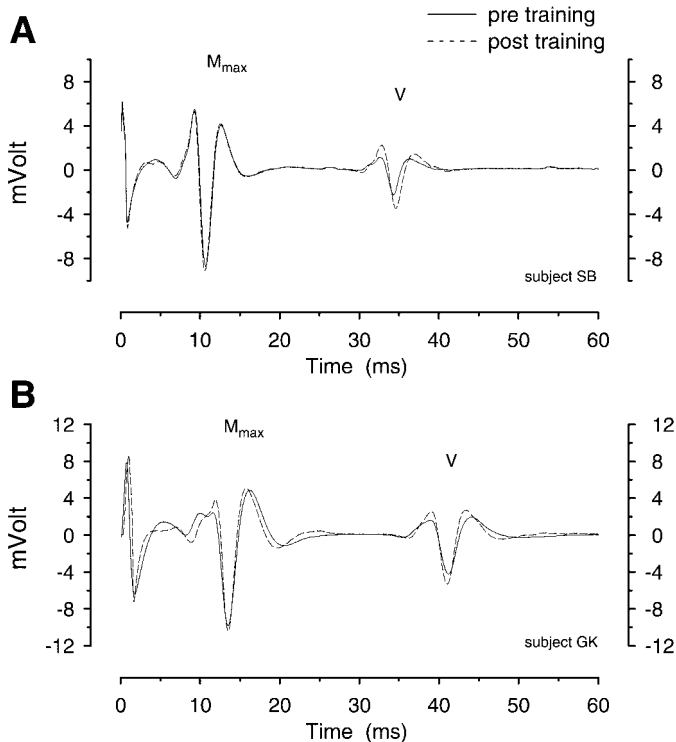 pre training
post training
A
M max
V
8
4
0
-4
-8
8
4
0
-4
-8
mVolt
subject SB
0 10 20 30 40 50 60
Time (ms)
B
M max
V
12
8
4
0
-4
-8
-12
12
8
4
0
-4
-8
-12
mVolt
subject GK
0 10 20 30 40 50 60
Time (ms)